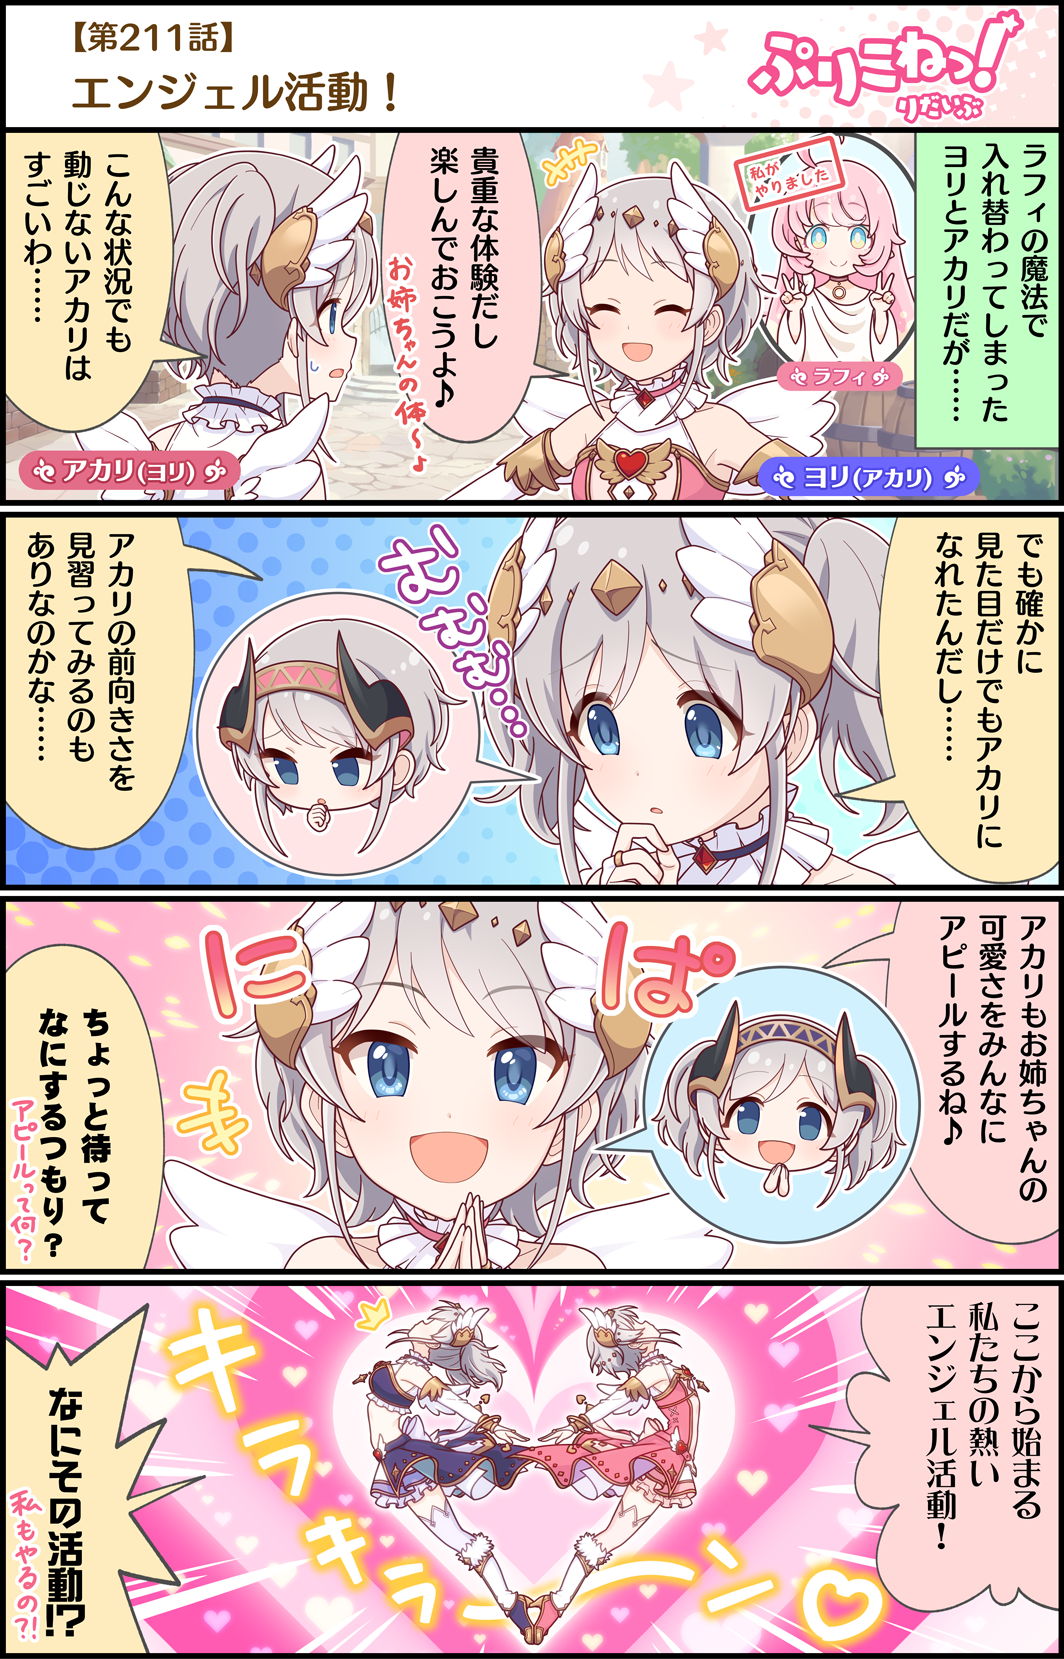 【第211話】
エンジェル活動！
ぷりこねっ！
りだいぶ
ラフィの魔法で
入れ替わってしまった
ヨリとアカリだが……
私が
やりました
ラフィ
貴重な体験だし
楽しんでおこうよ♪
お姉ちゃんの体〜♪
ヨリ(アカリ)
こんな状況でも
動じないアカリは
すごいわ……
アカリ(ヨリ)
でも確かに
見た目だけでもアカリに
なれたんだし……
むむむ…
アカリの前向きさを
見習ってみるのも
ありなのかな……
アカリもお姉ちゃんの
可愛さをみんなに
アピールするね♪
にぱ
ちょっと待って
なにするつもり？
アピールって何？
ここから始まる
私たちの熱い
エンジェル活動！
キラキラーン♡
なにその活動!?
私もやるの?!